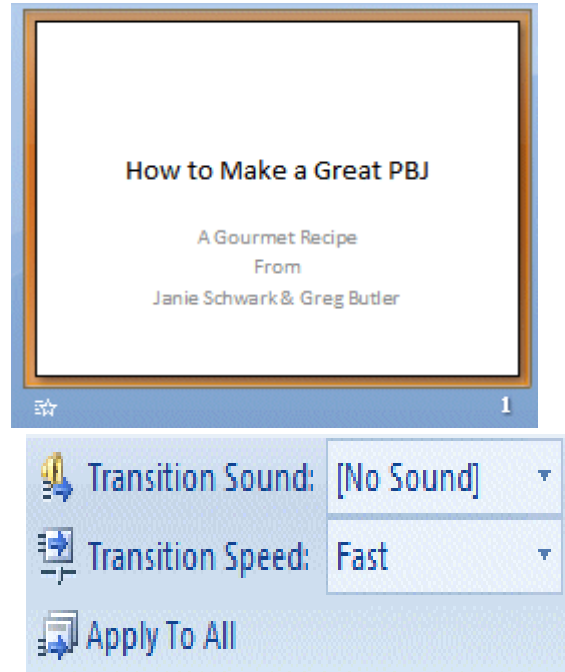 How to Make a Great PBJ
A Gourmet Recipe
From
Janie Schwark & Greg Butler
1
Transition Sound: [No Sound]
Transition Speed: Fast
Apply To All